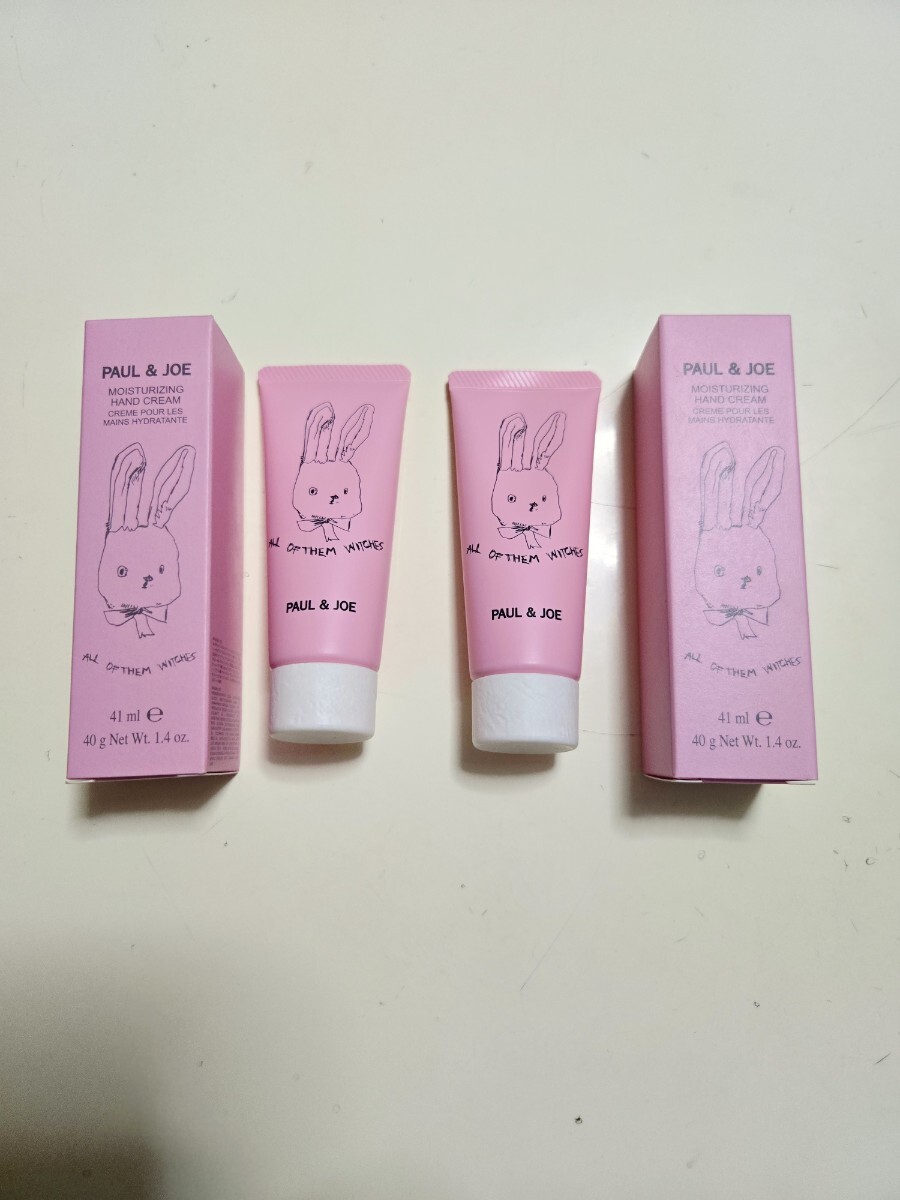 PAUL & JOE
MOISTURIZING
HAND CREAM
CRÈME POUR LES
MAINS HYDRATANTE
ALL OF THEM WITCHES
41 ml e
40 g Net Wt. 1.4 oz.
ALL OF THEM WITCHES
PAUL & JOE
ALL OF THEM WITCHES
PAUL & JOE
PAUL & JOE
MOISTURIZING
HAND CREAM
CRÈME POUR LES
MAINS HYDRATANTE
ALL OF THEM WITCHES
41 ml e
40 g Net Wt. 1.4 oz.